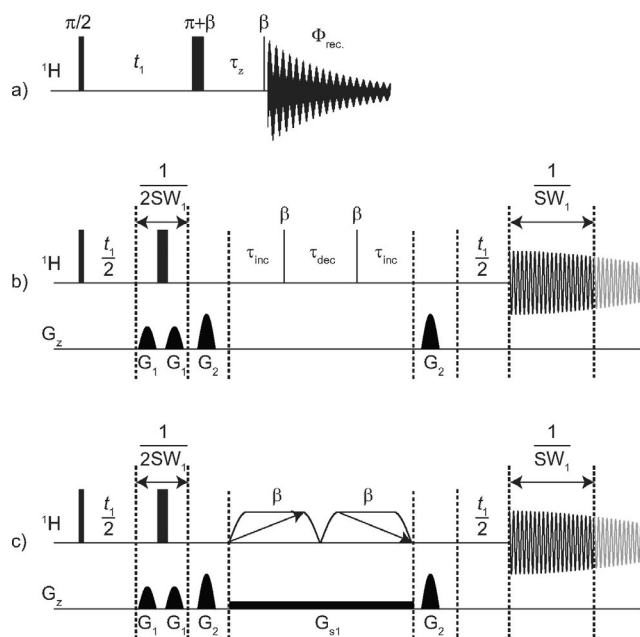 π/2
π+β
β
Φrec.
¹H
t₁
τz
a)
1
2SW₁
1
SW₁
β
β
t₁
2
τinc
τdec
τinc
t₁
2
¹H
b)
Gz
G₁ G₁ G₂ G₂
1
2SW₁
1
SW₁
t₁
2
β
β
t₁
2
¹H
c)
Gz
G₁ G₁ G₂ Gs1 G₂